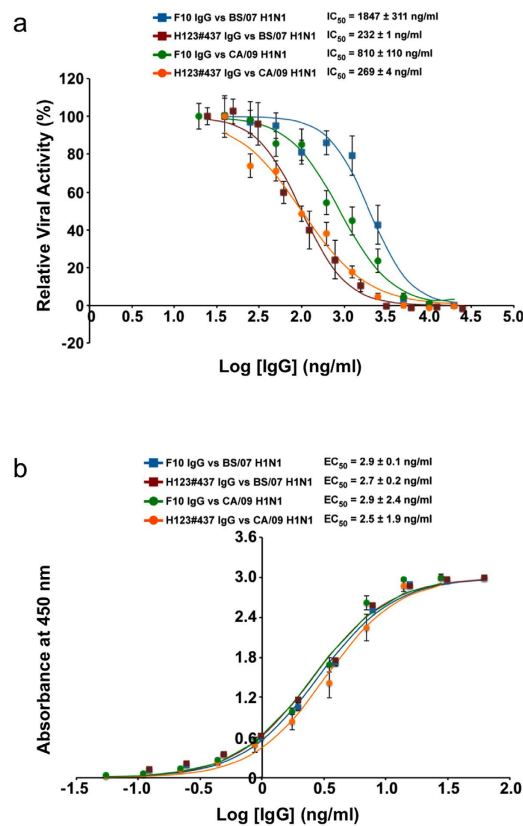 a
F10 IgG vs BS/07 H1N1 IC50 = 1847 ± 311 ng/ml
H123#437 IgG vs BS/07 H1N1 IC50 = 232 ± 1 ng/ml
F10 IgG vs CA/09 H1N1 IC50 = 810 ± 110 ng/ml
H123#437 IgG vs CA/09 H1N1 IC50 = 269 ± 4 ng/ml
120
100
80
60
40
20
0
-20
Relative Viral Activity (%)
0.0 1.0 1.5 2.0 2.5 3.0 3.5 4.0 4.5 5.0
Log [IgG] (ng/ml)
b
F10 IgG vs BS/07 H1N1 EC50 = 2.9 ± 0.1 ng/ml
H123#437 IgG vs BS/07 H1N1 EC50 = 2.7 ± 0.2 ng/ml
F10 IgG vs CA/09 H1N1 EC50 = 2.9 ± 2.4 ng/ml
H123#437 IgG vs CA/09 H1N1 EC50 = 2.5 ± 1.9 ng/ml
3.6
3.0
2.4
1.8
1.2
0.6
0
Absorbance at 450 nm
-1.5 -1.0 -0.5 0 0.5 1.0 1.5 2.0
Log [IgG] (ng/ml)